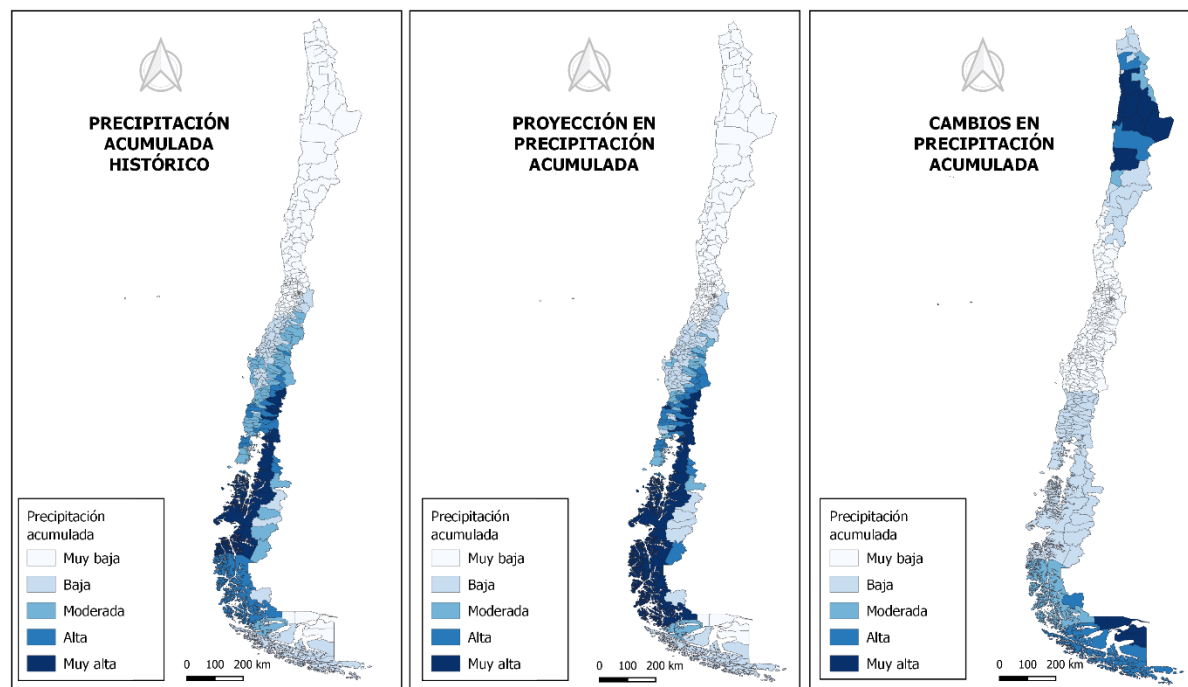 PRECIPITACIÓN
ACUMULADA
HISTÓRICO
Precipitación
acumulada
Muy baja
Baja
Moderada
Alta
Muy alta
0 100 200 km
PROYECCIÓN EN
PRECIPITACIÓN
ACUMULADA
Precipitación
acumulada
Muy baja
Baja
Moderada
Alta
Muy alta
0 100 200 km
CAMBIOS EN
PRECIPITACIÓN
ACUMULADA
Precipitación
acumulada
Muy baja
Baja
Moderada
Alta
Muy alta
0 100 200 km